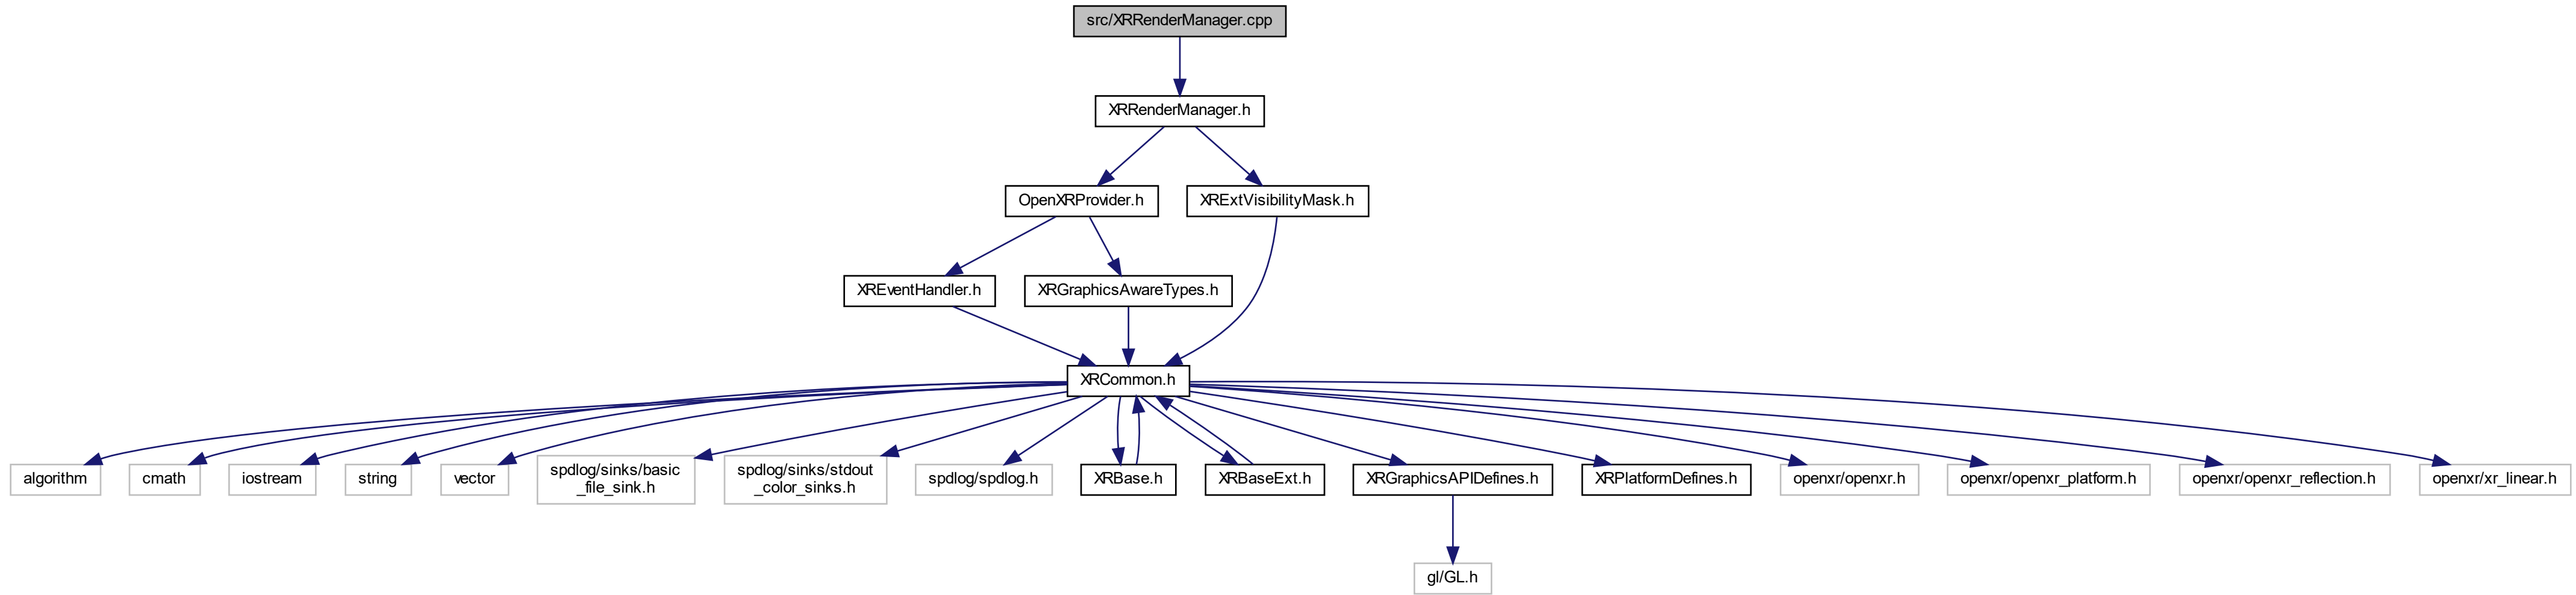 src/XRRenderManager.cpp
XRRenderManager.h
OpenXRProvider.h
XRExtVisibilityMask.h
XREventHandler.h
XRGraphicsAwareTypes.h
XRCommon.h
algorithm
cmath
iostream
string
vector
spdlog/sinks/basic
_file_sink.h
spdlog/sinks/stdout
_color_sinks.h
spdlog/spdlog.h
XRBase.h
XRBaseExt.h
XRGraphicsAPIDefines.h
XRPlatformDefines.h
openxr/openxr.h
openxr/openxr_platform.h
openxr/openxr_reflection.h
openxr/xr_linear.h
gl/GL.h